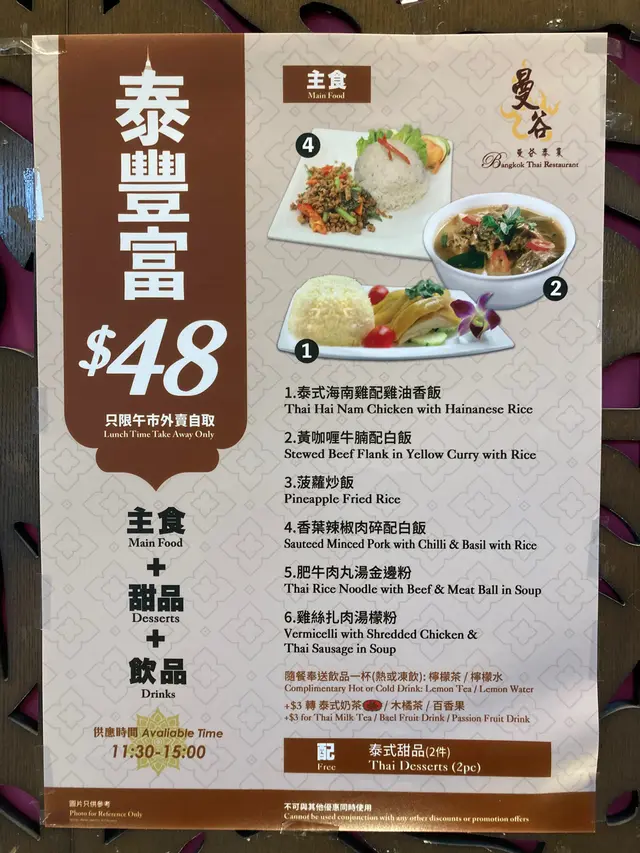 泰豐富
$48
只限午市外賣自取
Lunch Time Take Away Only
主食
Main Food
+
甜品
Desserts
+
飲品
Drinks
供應時間 Avaliable Time
11:30-15:00
主食
Main Food
曼谷
曼谷泰業
Bangkok Thai Restaurant
4
2
1
1.泰式海南雞配雞油香飯
Thai Hai Nam Chicken with Hainanese Rice
2.黃咖喱牛腩配白飯
Stewed Beef Flank in Yellow Curry with Rice
3.菠蘿炒飯
Pineapple Fried Rice
4.香葉辣椒肉碎配白飯
Sauteed Minced Pork with Chilli & Basil with Rice
5.肥牛肉丸湯金邊粉
Thai Rice Noodle with Beef & Meat Ball in Soup
6.雞絲扎肉湯檬粉
Vermicelli with Shredded Chicken &
Thai Sausage in Soup
隨餐奉送飲品一杯(熱或凍飲): 檸檬茶 / 檸檬水
Complimentary Hot or Cold Drink: Lemon Tea / Lemon Water
+$3 轉 泰式奶茶 / 木橘茶 / 百香果
+$3 for Thai Milk Tea / Bael Fruit Drink / Passion Fruit Drink
配 泰式甜品(2件)
Free Thai Desserts (2pc)
圖片只供參考
Photo for Reference Only
不可與其他優惠同時使用
Cannot be used conjunction with any other discounts or promotion offers